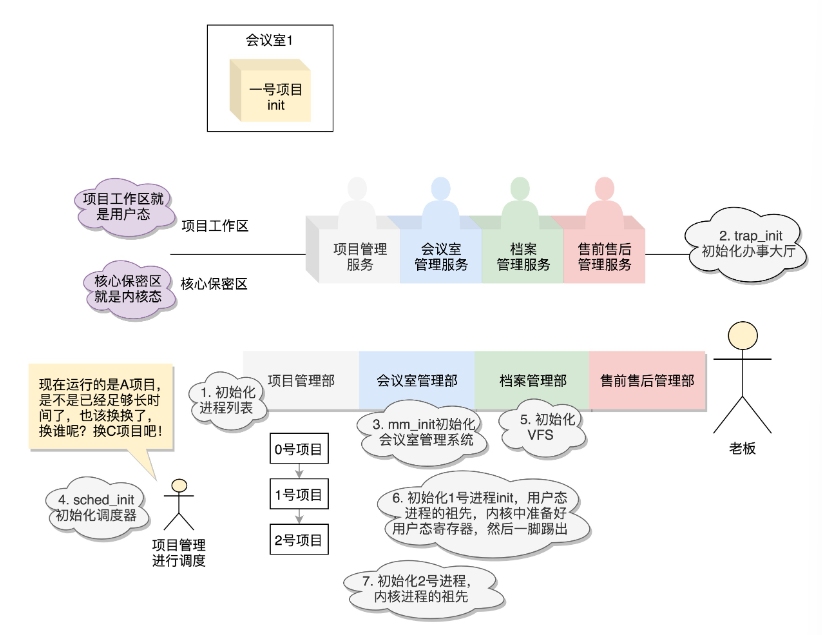 会议室1
一号项目
init
项目工作区就
是用户态
项目工作区
核心保密区
就是内核态
核心保密区
项目管理
服务
会议室
管理服务
档案
管理服务
售前售后
管理服务
2. trap_init
初始化办事大厅
现在运行的是A项目，
是不是已经足够长时
间了，也该换换了，
换谁呢？换C项目吧！
1. 初始化
进程列表
项目管理部
会议室管理部
档案管理部
售前售后管理部
老板
3. mm_init初始化
会议室管理系统
5. 初始化
VFS
0号项目
1号项目
2号项目
4. sched_init
初始化调度器
项目管理
进行调度
6. 初始化1号进程init，用户态
进程的祖先，内核中准备好
用户态寄存器，然后一脚踢出
7. 初始化2号进程，
内核进程的祖先